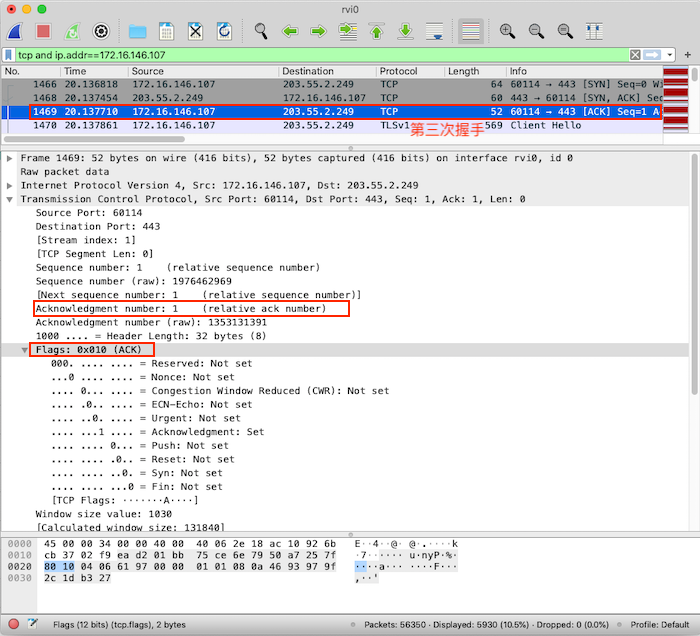 rvi0
tcp and ip.addr==172.16.146.107
No. Time Source Destination Protocol Length Info
1466 20.136818 172.16.146.107 203.55.2.249 TCP 64 60114 → 443 [SYN] Seq=0 Wi
1468 20.137454 203.55.2.249 172.16.146.107 TCP 60 443 → 60114 [SYN, ACK] Sec
1469 20.137710 172.16.146.107 203.55.2.249 TCP 52 60114 → 443 [ACK] Seq=1 A
1470 20.137861 172.16.146.107 203.55.2.249 TLSv1 569 Client Hello
第三次握手
Frame 1469: 52 bytes on wire (416 bits), 52 bytes captured (416 bits) on interface rvi0, id 0
Raw packet data
Internet Protocol Version 4, Src: 172.16.146.107, Dst: 203.55.2.249
Transmission Control Protocol, Src Port: 60114, Dst Port: 443, Seq: 1, Ack: 1, Len: 0
Source Port: 60114
Destination Port: 443
[Stream index: 1]
[TCP Segment Len: 0]
Sequence number: 1 (relative sequence number)
Sequence number (raw): 1976462969
[Next sequence number: 1 (relative sequence number)]
Acknowledgment number: 1 (relative ack number)
Acknowledgment number (raw): 1353131391
1000 .... = Header Length: 32 bytes (8)
Flags: 0x010 (ACK)
000. .... .... = Reserved: Not set
...0 .... .... = Nonce: Not set
.... 0... .... = Congestion Window Reduced (CWR): Not set
.... .0.. .... = ECN-Echo: Not set
.... ..0. .... = Urgent: Not set
.... ...1 .... = Acknowledgment: Set
.... .... 0... = Push: Not set
.... .... .0.. = Reset: Not set
.... .... ..0. = Syn: Not set
.... .... ...0 = Fin: Not set
[TCP Flags: ·······A····]
Window size value: 1030
[Calculated window size: 131840]
0000 45 00 00 34 00 00 40 00 40 06 2e 18 ac 10 92 6b E··4··@· @·.····k
0010 cb 37 02 f9 ea d2 01 bb 75 ce 6e 79 50 a7 25 7f ·7······ u·nyP·%·
0020 80 10 04 06 61 97 00 00 01 01 08 0a 46 93 97 9f ····a··· ····F···
0030 2c 1d b3 27 ,··'
Flags (12 bits) (tcp.flags), 2 bytes
Packets: 56350 · Displayed: 5930 (10.5%) · Dropped: 0 (0.0%)
Profile: Default